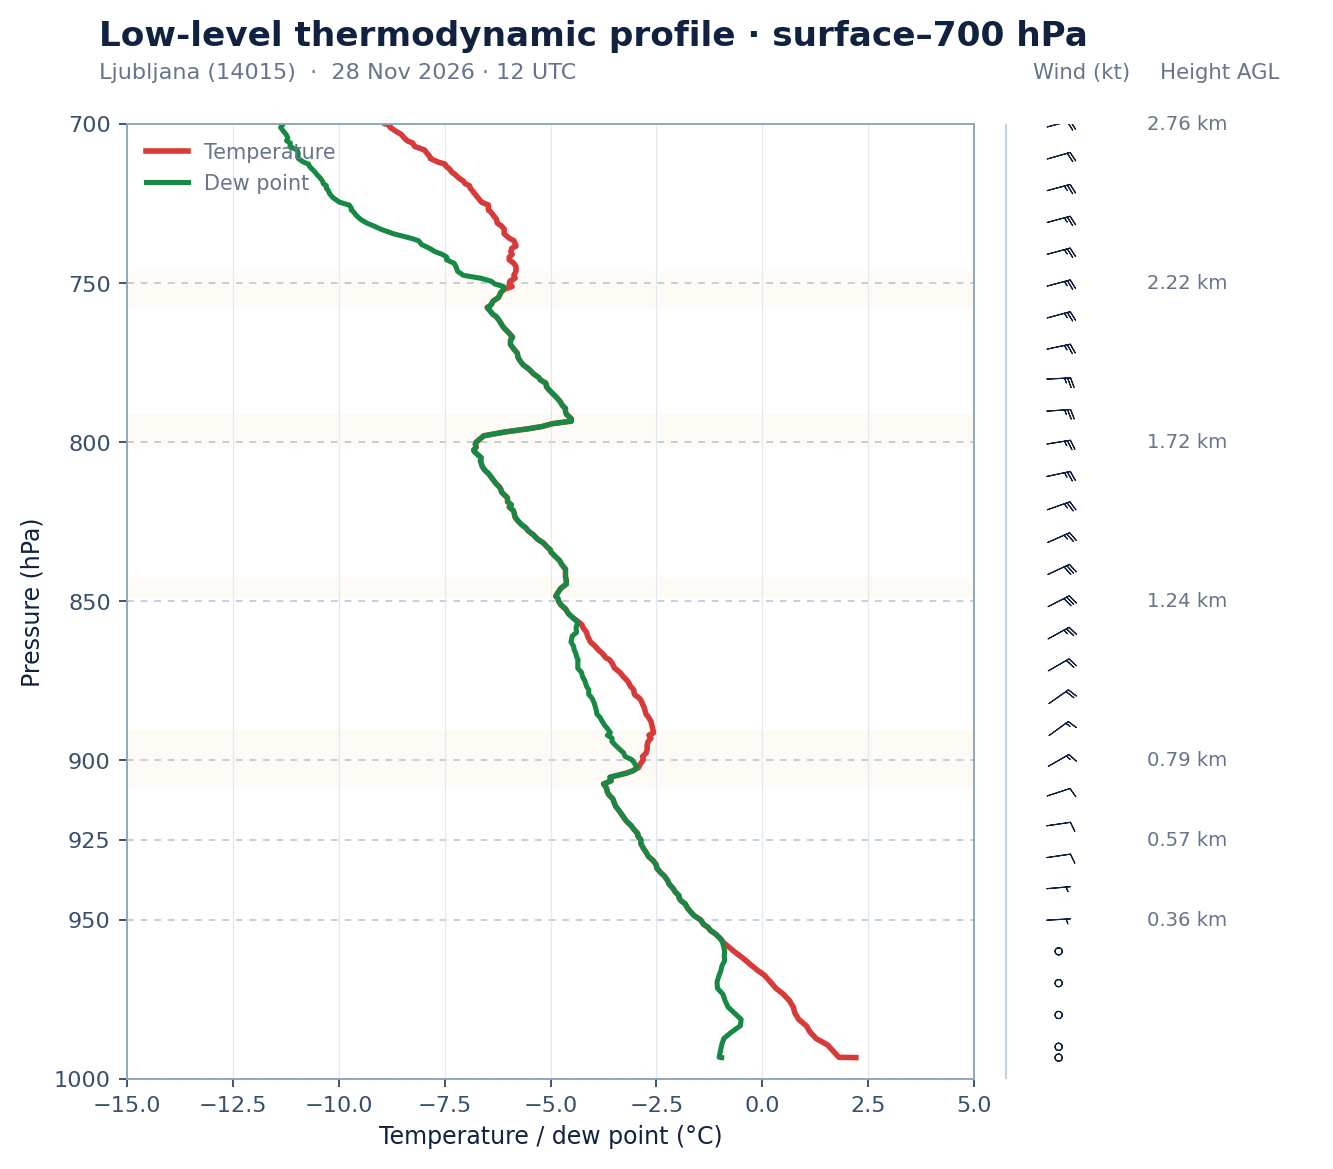 Low-level thermodynamic profile · surface–700 hPa
Ljubljana (14015) · 28 Nov 2026 · 12 UTC
Wind (kt) Height AGL
Temperature
Dew point
700
750
800
850
900
925
950
1000
Pressure (hPa)
2.76 km
2.22 km
1.72 km
1.24 km
0.79 km
0.57 km
0.36 km
−15.0 −12.5 −10.0 −7.5 −5.0 −2.5 0.0 2.5 5.0
Temperature / dew point (°C)